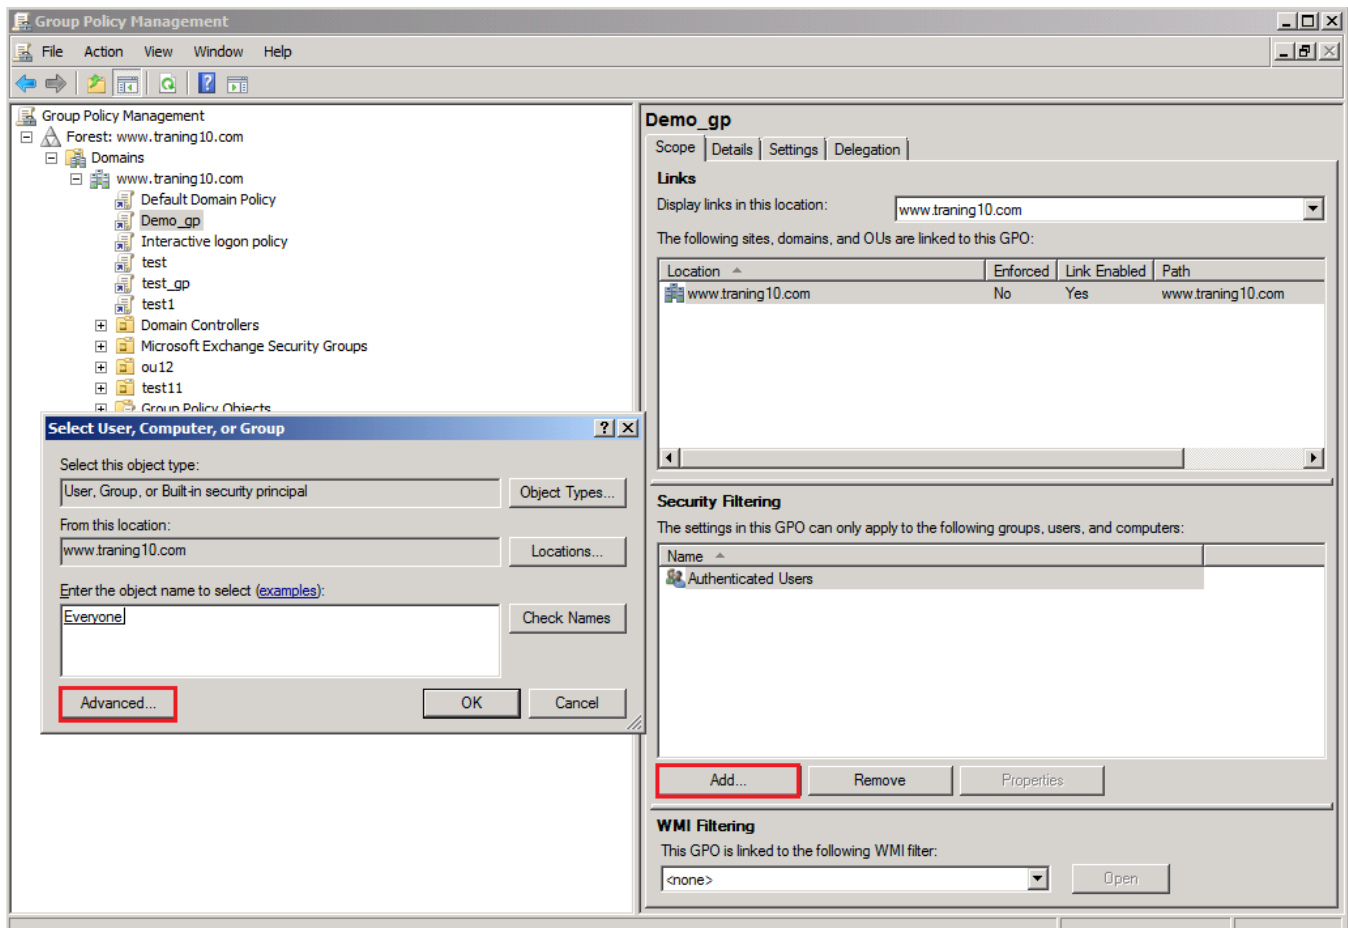 Group Policy Management
File Action View Window Help
Group Policy Management
Forest: www.traning10.com
Domains
www.traning10.com
Default Domain Policy
Demo_gp
Interactive logon policy
test
test_gp
test1
Domain Controllers
Microsoft Exchange Security Groups
ou12
test11
Group Policy Objects
Select User, Computer, or Group
Select this object type:
User, Group, or Built-in security principal
Object Types...
From this location:
www.traning10.com
Locations...
Enter the object name to select (examples):
Everyone
Check Names
Advanced...
OK
Cancel
Demo_gp
Scope Details Settings Delegation
Links
Display links in this location: www.traning10.com
The following sites, domains, and OUs are linked to this GPO:
Location Enforced Link Enabled Path
www.traning10.com No Yes www.traning10.com
Security Filtering
The settings in this GPO can only apply to the following groups, users, and computers:
Name
Authenticated Users
Add... Remove Properties
WMI Filtering
This GPO is linked to the following WMI filter:
<none> Open